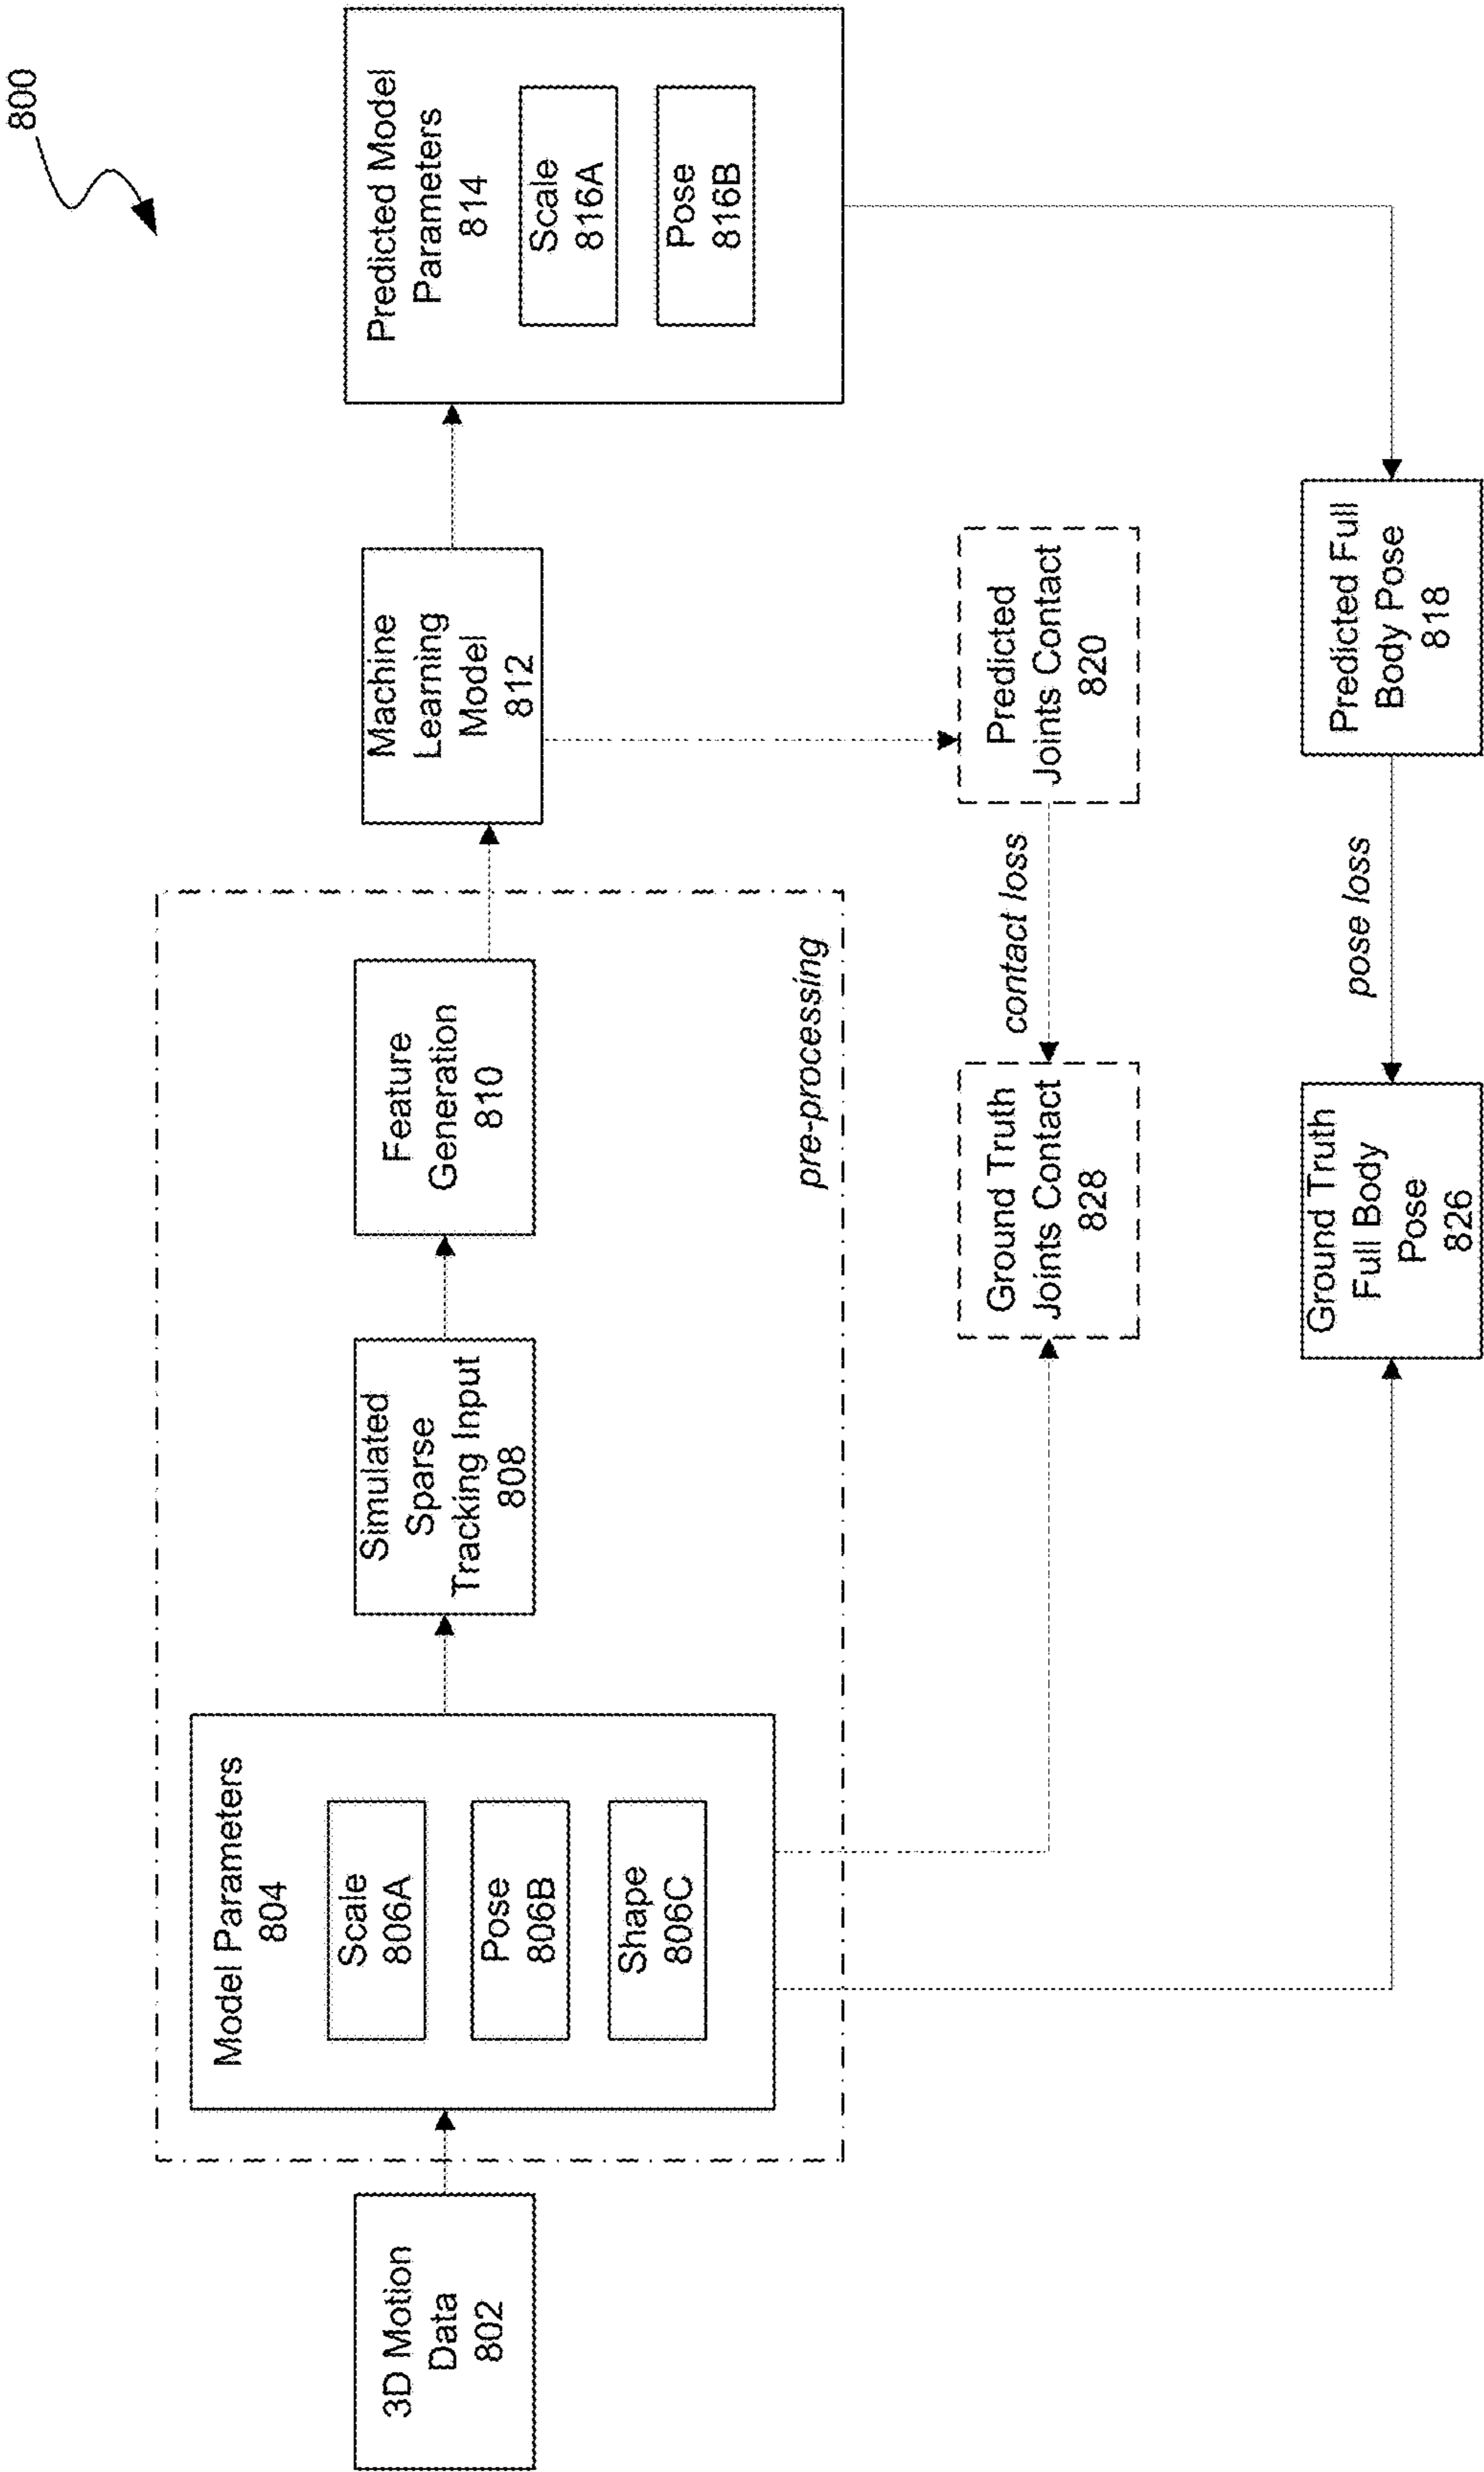 800
3D Motion
Data
802
Model Parameters
804
Scale
806A
Pose
806B
Shape
806C
Simulated
Sparse
Tracking Input
808
Feature
Generation
810
pre-processing
Machine
Learning
Model
812
Predicted Model
Parameters
814
Scale
816A
Pose
816B
Ground Truth
Joints Contact
828
contact loss
Predicted
Joints Contact
820
Ground Truth
Full Body
Pose
826
pose loss
Predicted Full
Body Pose
818